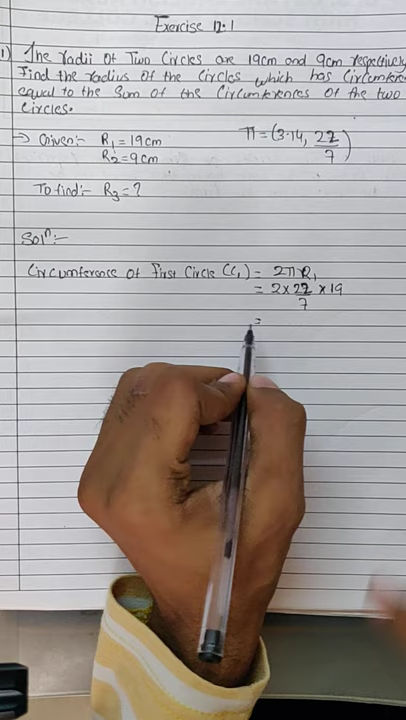 Exercise 12.1
1) The radii of Two Circles are 19cm and 9cm respectively
Find the radius of the circles which has Circumferen
equal to the Sum of the Circumferences of the two
Circles.
→ Given:- R1 = 19cm π = (3.14, 22/7)
R2 = 9cm
To find:- R3 = ?
Solⁿ:-
Circumference of first Circle (C1) = 2πR1
= 2 × 22/7 × 19
=